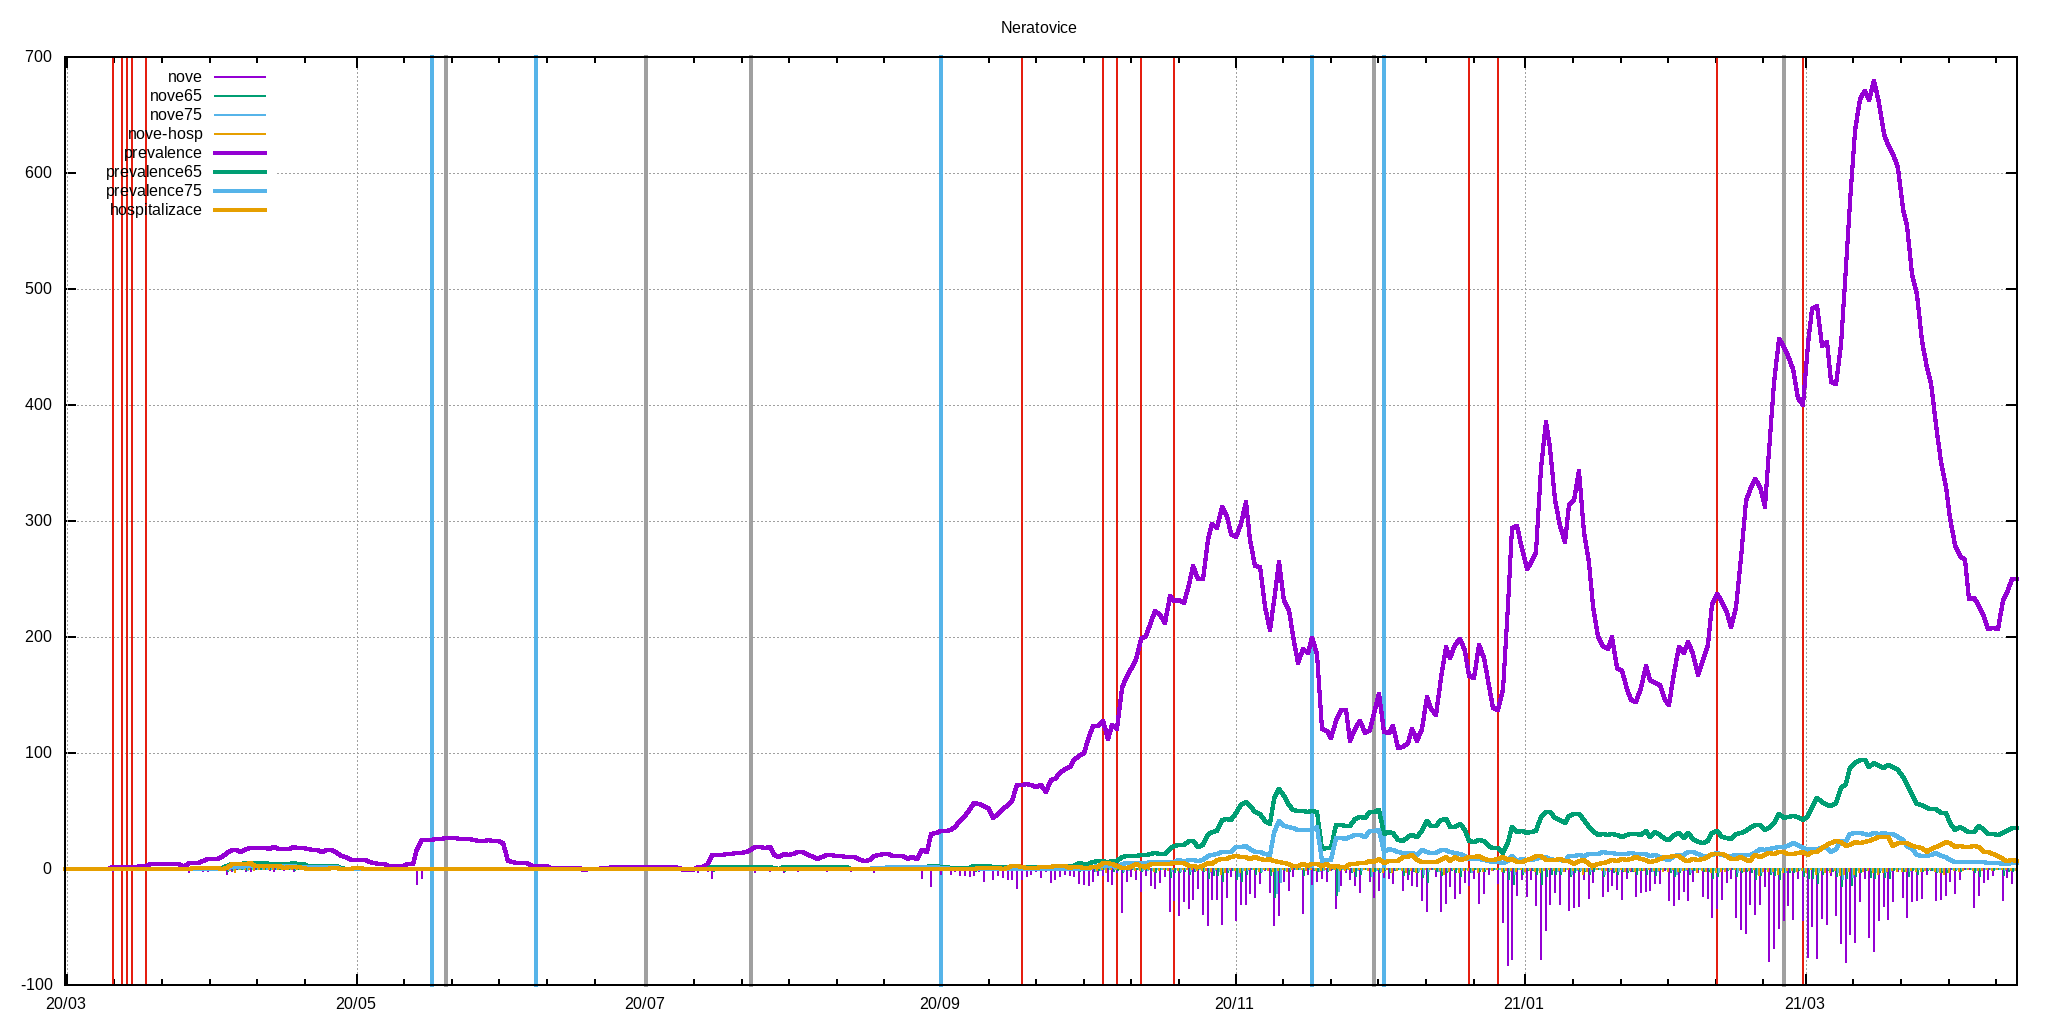 Neratovice
700
nove
nove65
nove75
nove-hosp
prevalence
prevalence65
prevalence75
hospitalizace
600
500
400
300
200
100
0
-100
20/03 20/05 20/07 20/09 20/11 21/01 21/03